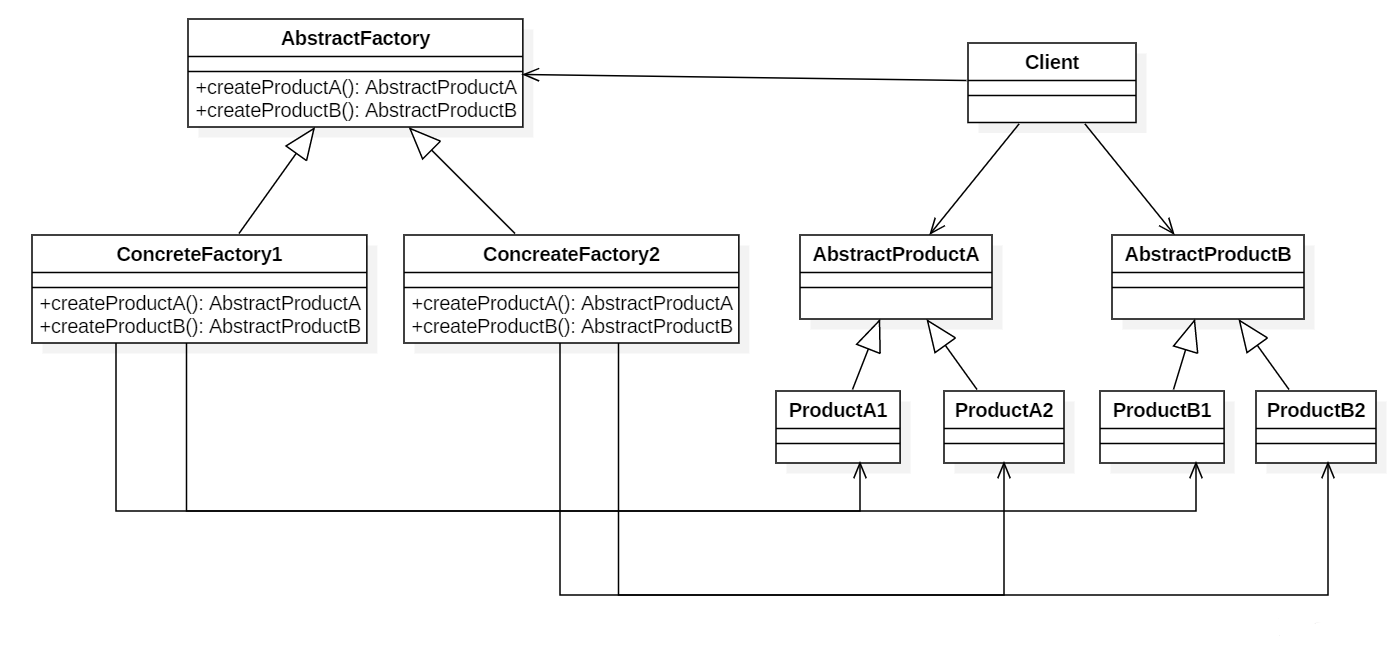 AbstractFactory
+createProductA(): AbstractProductA
+createProductB(): AbstractProductB
Client
ConcreteFactory1
+createProductA(): AbstractProductA
+createProductB(): AbstractProductB
ConcreateFactory2
+createProductA(): AbstractProductA
+createProductB(): AbstractProductB
AbstractProductA
AbstractProductB
ProductA1
ProductA2
ProductB1
ProductB2